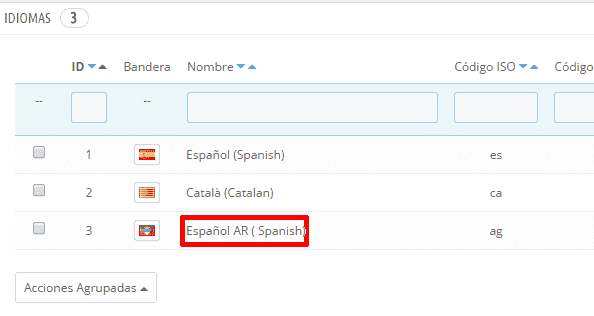 IDIOMAS 3
ID Bandera Nombre Código ISO Código
-- --
1 Español (Spanish) es
2 Català (Catalan) ca
3 Español AR ( Spanish) ag
Acciones Agrupadas